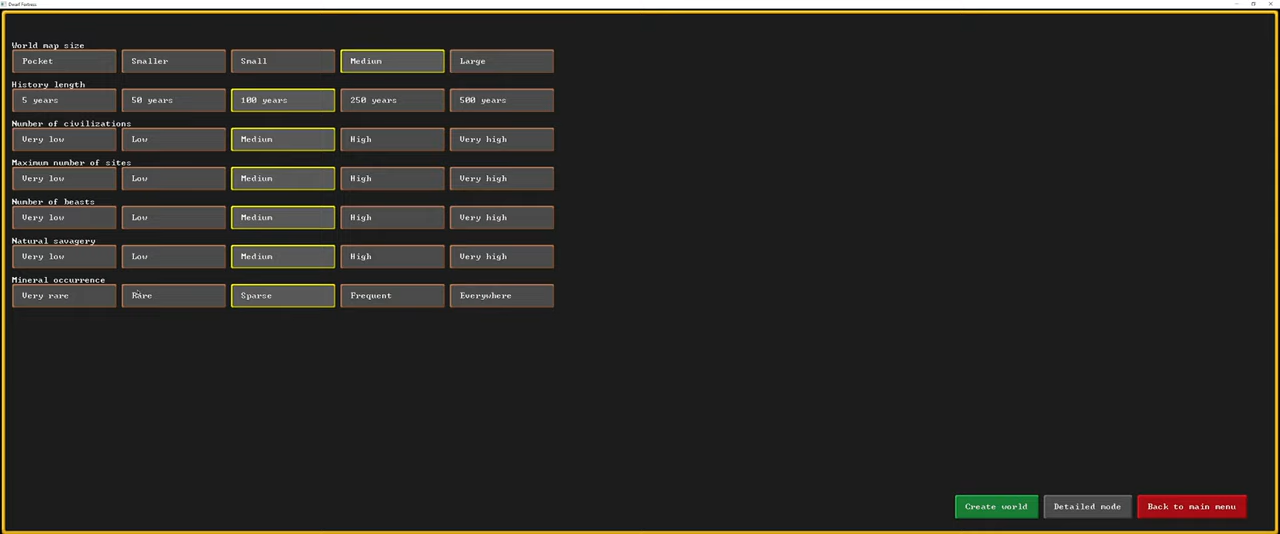 Dwarf Fortress
World map size
Pocket Smaller Small Medium Large
History length
5 years 50 years 100 years 250 years 500 years
Number of civilizations
Very low Low Medium High Very high
Maximum number of sites
Very low Low Medium High Very high
Number of beasts
Very low Low Medium High Very high
Natural savagery
Very low Low Medium High Very high
Mineral occurrence
Very rare Rare Sparse Frequent Everywhere
Create world Detailed mode Back to main menu